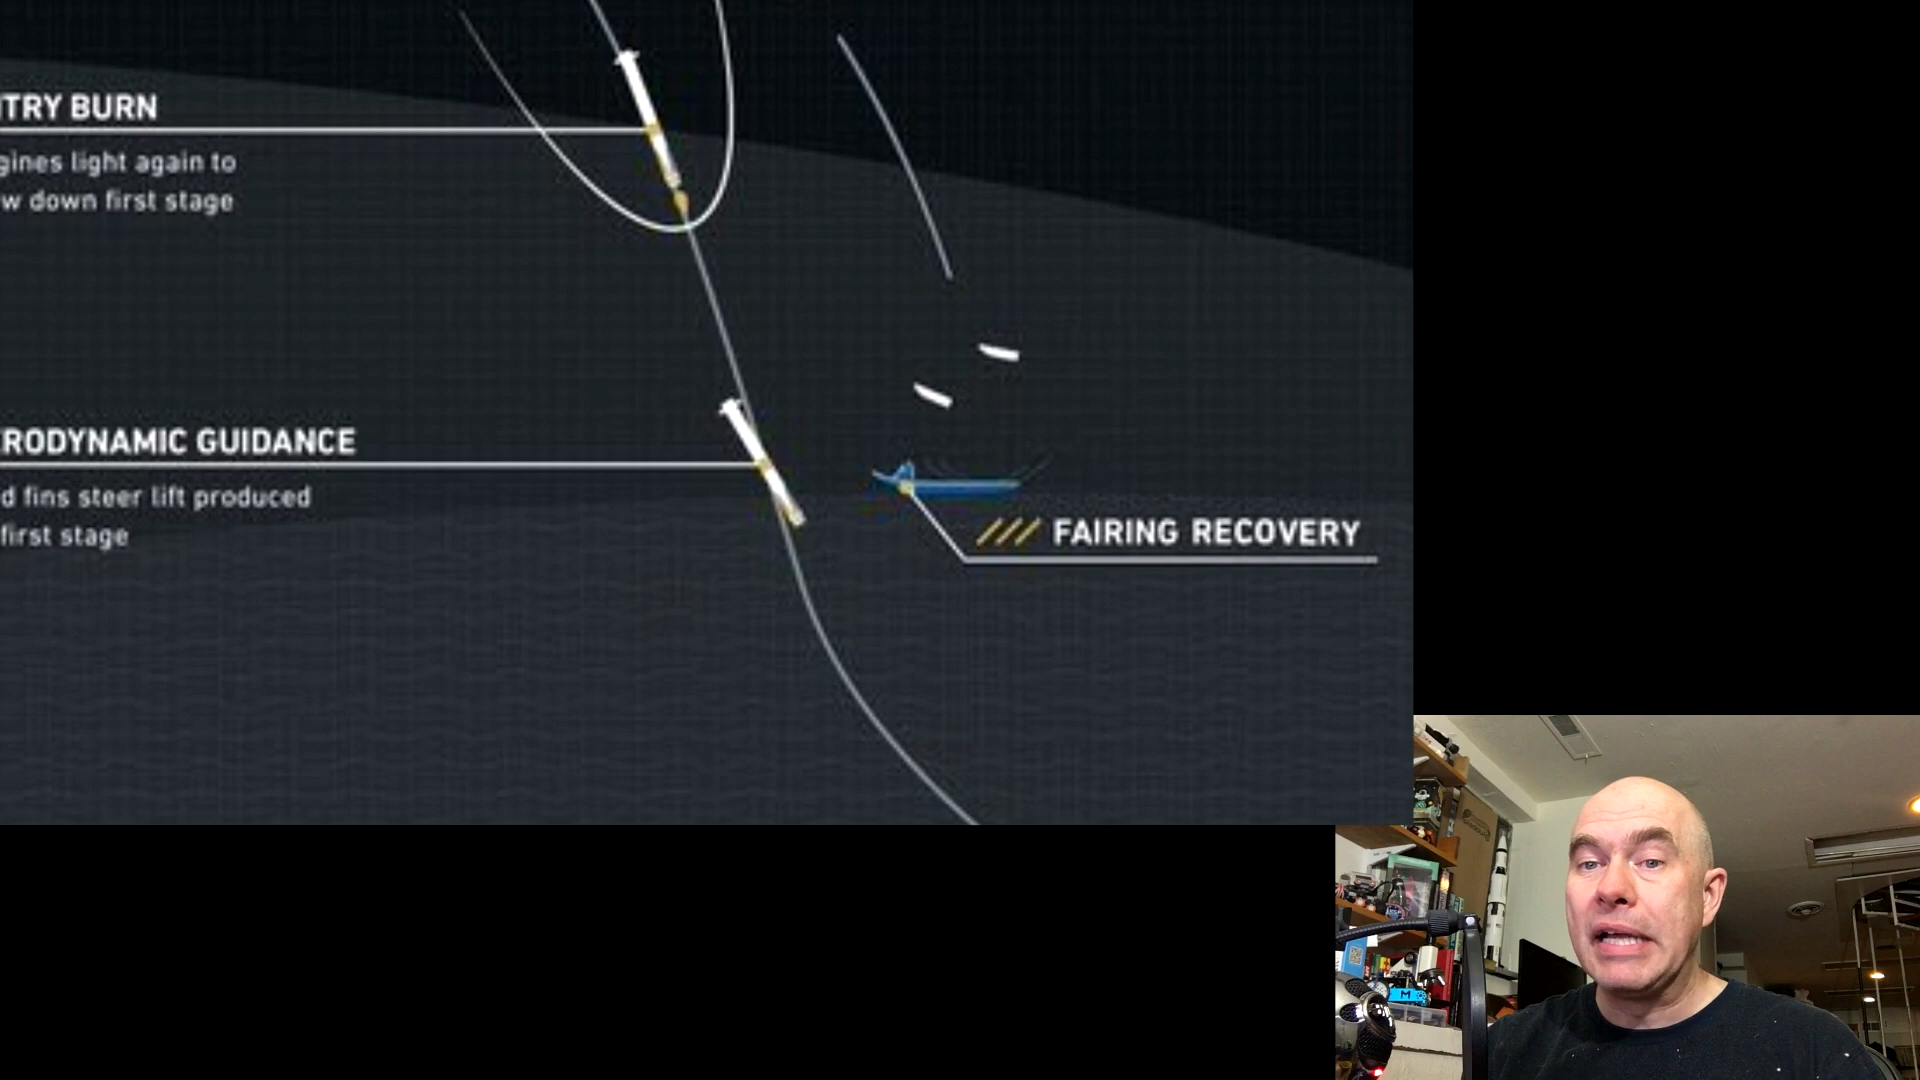 TRY BURN
gines light again to
w down first stage
RODYNAMIC GUIDANCE
d fins steer lift produced
first stage
/// FAIRING RECOVERY
M